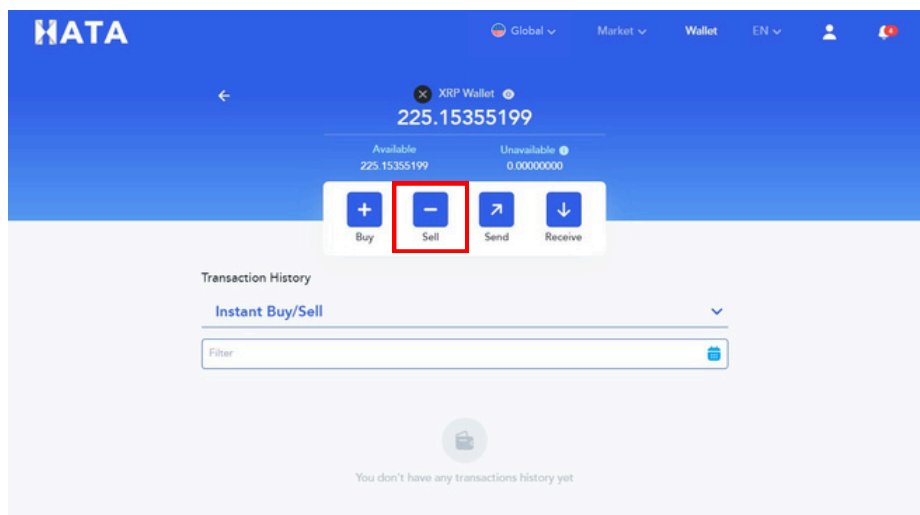 HATA
Global
Market
Wallet
EN
XRP Wallet
225.15355199
Available Unavailable
225.15355199 0.00000000
Buy Sell Send Receive
Transaction History
Instant Buy/Sell
Filter
You don't have any transactions history yet